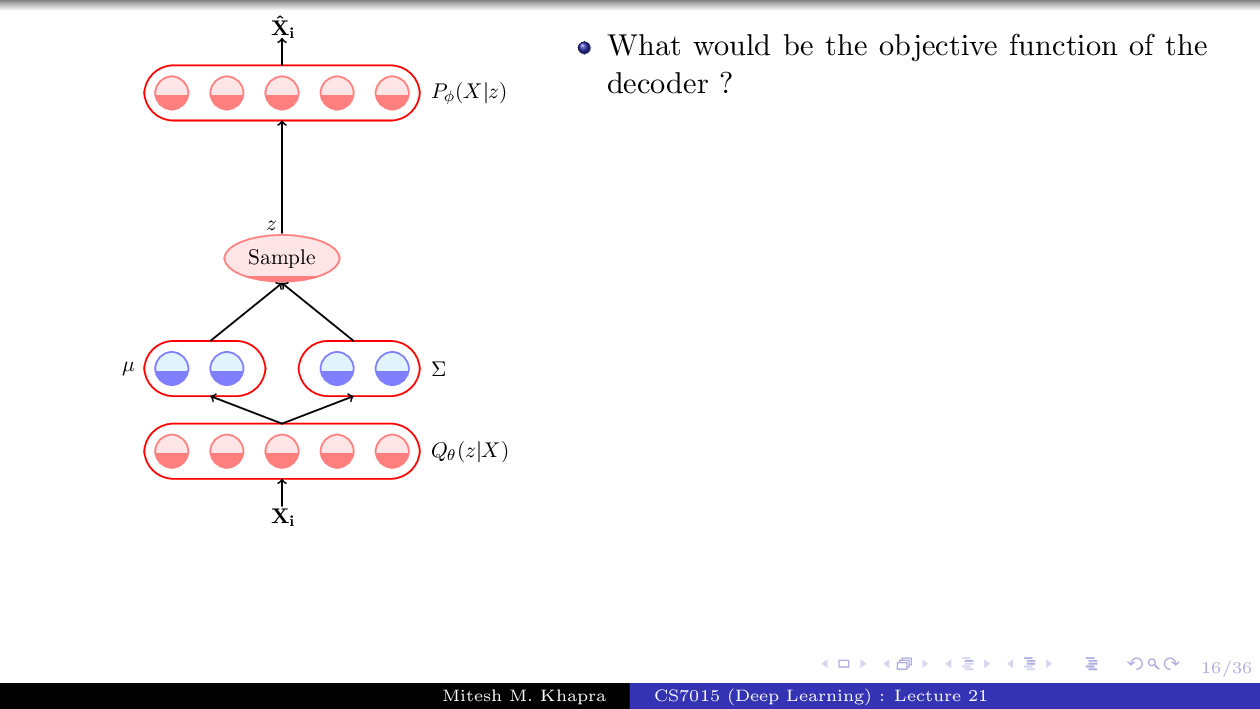 X̂ᵢ
P_ϕ(X|z)
z
Sample
μ
Σ
Q_θ(z|X)
Xᵢ
What would be the objective function of the
decoder ?
16/36
Mitesh M. Khapra
CS7015 (Deep Learning) : Lecture 21